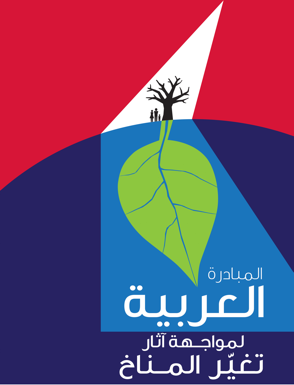 المبادرة
العربية
لمواجهة آثار
تغيّر المناخ